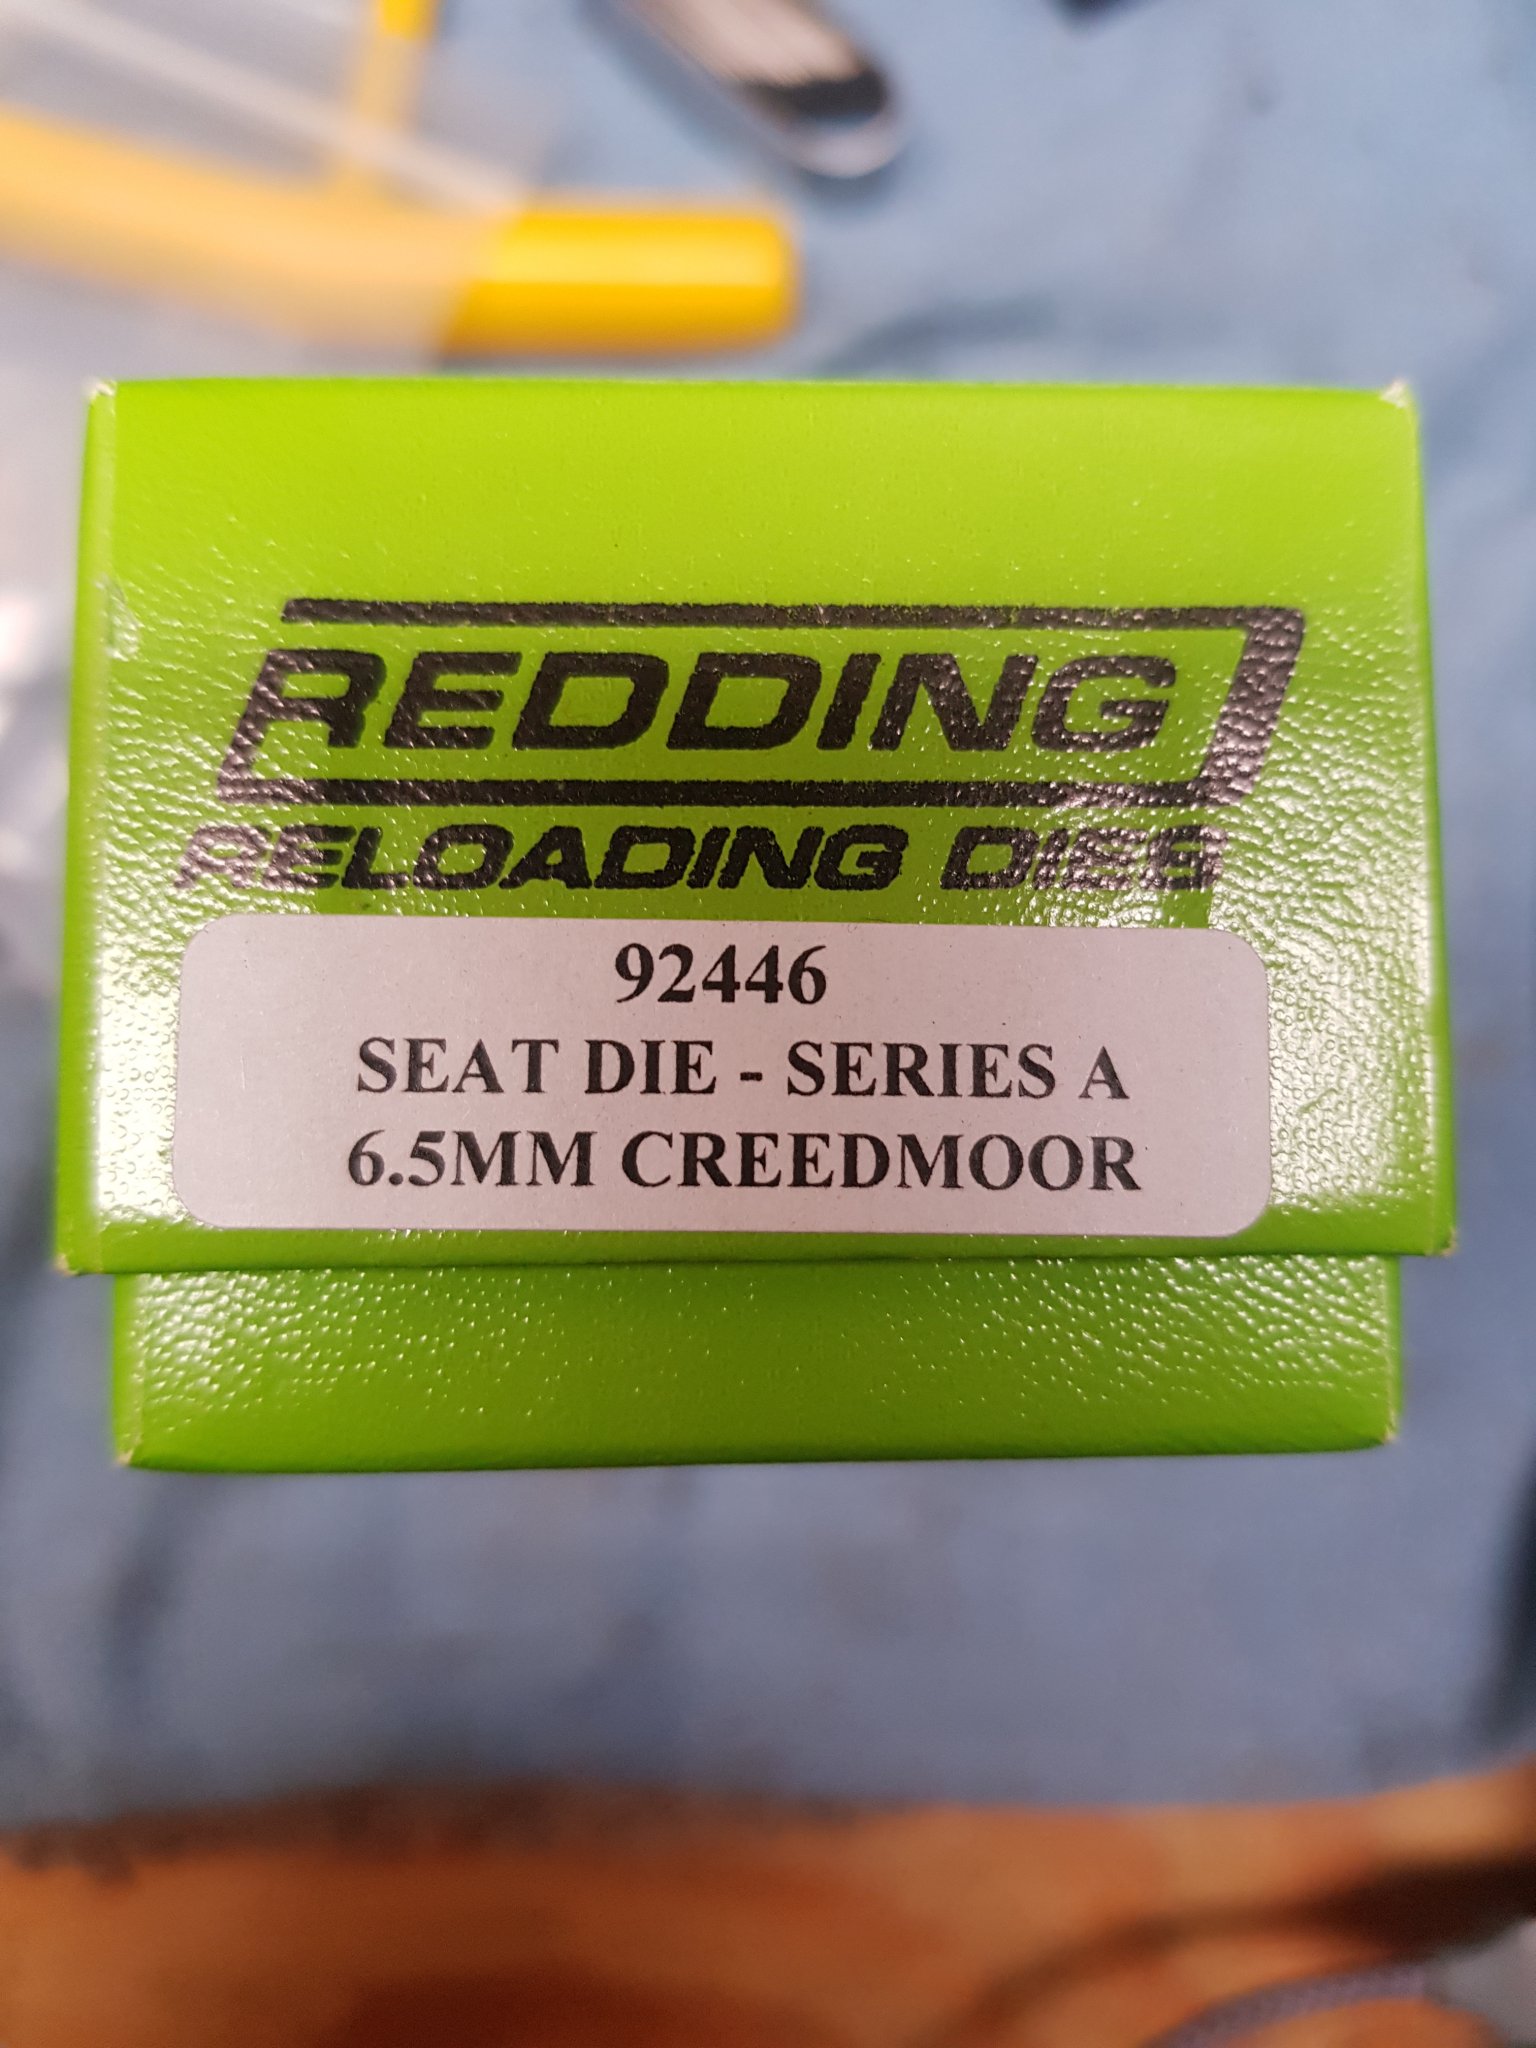 REDDING
RELOADING DIES
92446
SEAT DIE - SERIES A
6.5MM CREEDMOOR